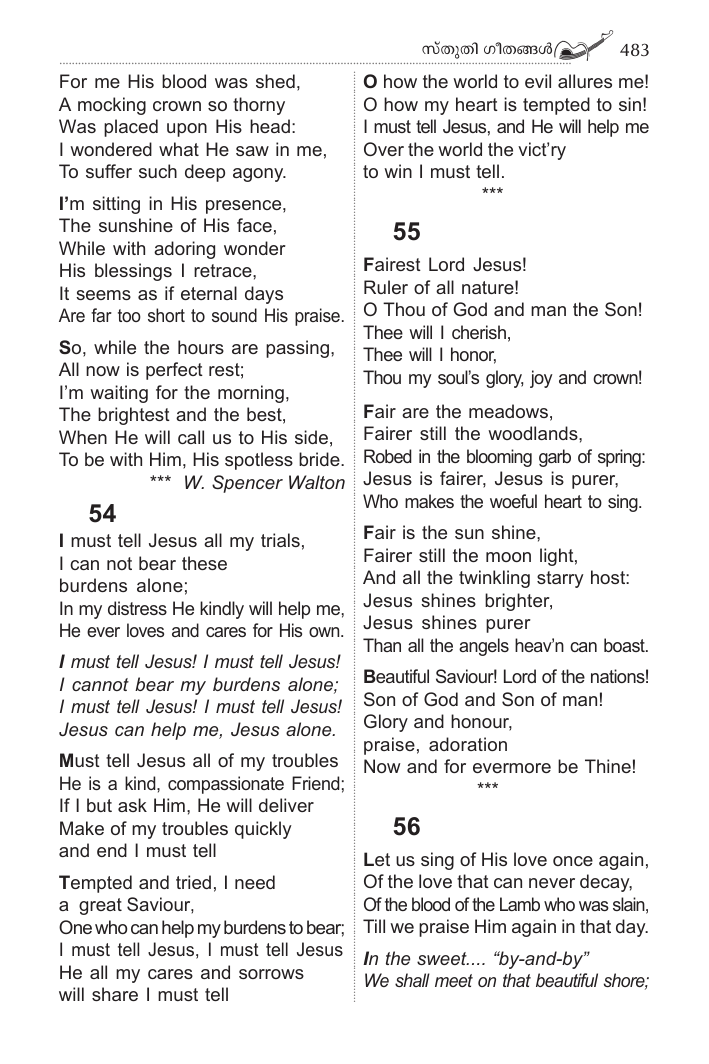 സ്തുതി ഗീതങ്ങൾ 483
For me His blood was shed,
A mocking crown so thorny
Was placed upon His head:
I wondered what He saw in me,
To suffer such deep agony.
I’m sitting in His presence,
The sunshine of His face,
While with adoring wonder
His blessings I retrace,
It seems as if eternal days
Are far too short to sound His praise.
So, while the hours are passing,
All now is perfect rest;
I’m waiting for the morning,
The brightest and the best,
When He will call us to His side,
To be with Him, His spotless bride.
*** W. Spencer Walton
54
I must tell Jesus all my trials,
I can not bear these
burdens alone;
In my distress He kindly will help me,
He ever loves and cares for His own.
I must tell Jesus! I must tell Jesus!
I cannot bear my burdens alone;
I must tell Jesus! I must tell Jesus!
Jesus can help me, Jesus alone.
Must tell Jesus all of my troubles
He is a kind, compassionate Friend;
If I but ask Him, He will deliver
Make of my troubles quickly
and end I must tell
Tempted and tried, I need
a great Saviour,
One who can help my burdens to bear;
I must tell Jesus, I must tell Jesus
He all my cares and sorrows
will share I must tell
O how the world to evil allures me!
O how my heart is tempted to sin!
I must tell Jesus, and He will help me
Over the world the vict’ry
to win I must tell.
***
55
Fairest Lord Jesus!
Ruler of all nature!
O Thou of God and man the Son!
Thee will I cherish,
Thee will I honor,
Thou my soul’s glory, joy and crown!
Fair are the meadows,
Fairer still the woodlands,
Robed in the blooming garb of spring:
Jesus is fairer, Jesus is purer,
Who makes the woeful heart to sing.
Fair is the sun shine,
Fairer still the moon light,
And all the twinkling starry host:
Jesus shines brighter,
Jesus shines purer
Than all the angels heav’n can boast.
Beautiful Saviour! Lord of the nations!
Son of God and Son of man!
Glory and honour,
praise, adoration
Now and for evermore be Thine!
***
56
Let us sing of His love once again,
Of the love that can never decay,
Of the blood of the Lamb who was slain,
Till we praise Him again in that day.
In the sweet.... “by-and-by”
We shall meet on that beautiful shore;